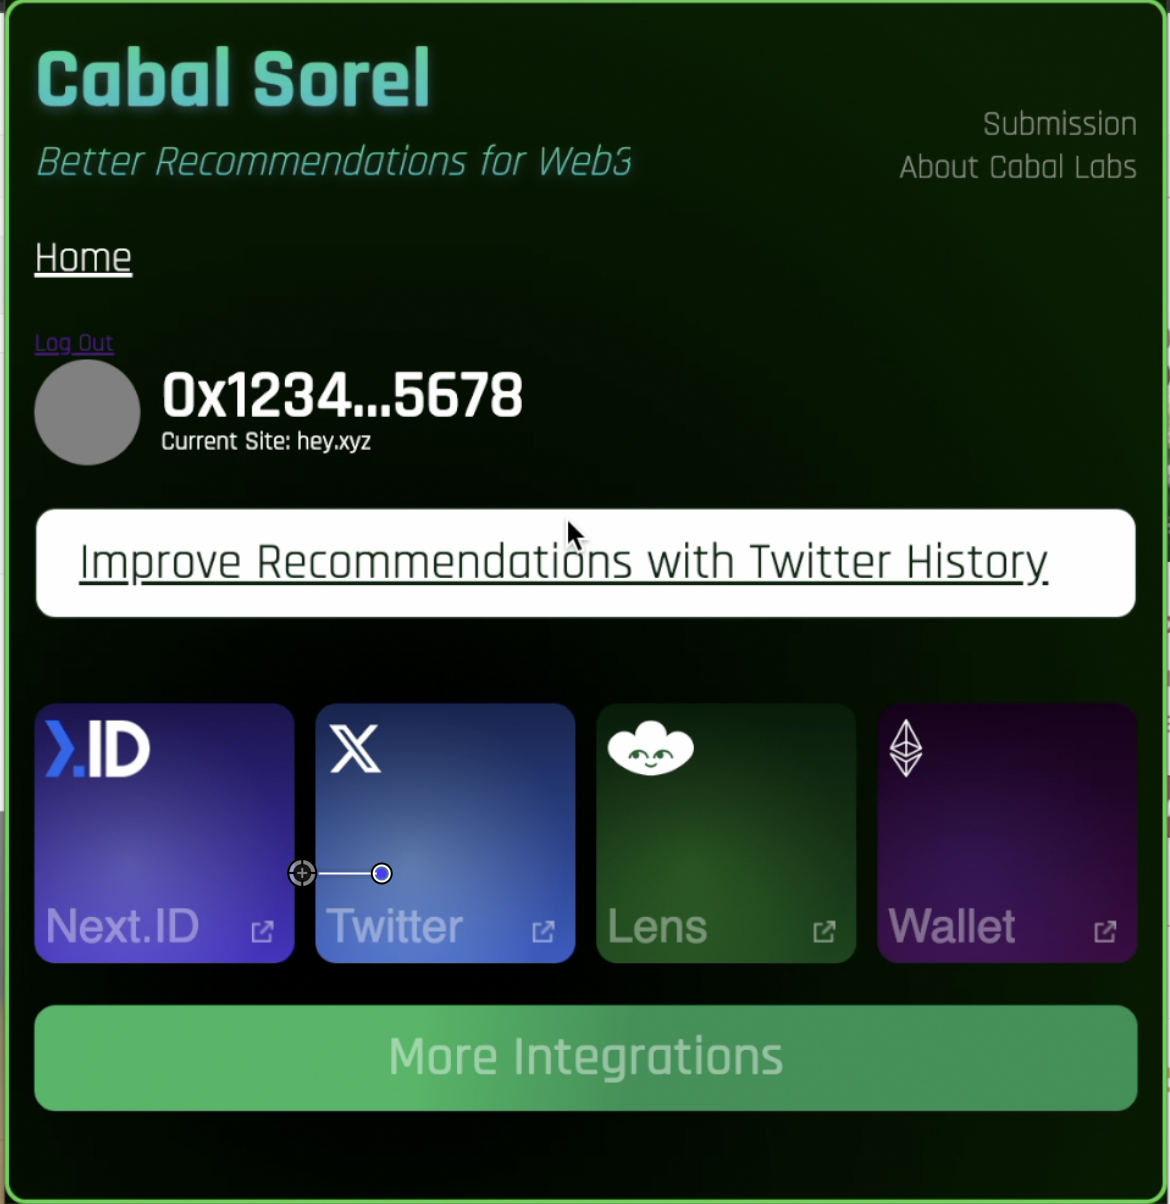 Cabal Sorel
Better Recommendations for Web3
Submission
About Cabal Labs
Home
Log Out
0x1234...5678
Current Site: hey.xyz
Improve Recommendations with Twitter History
.ID
X
Next.ID
Twitter
Lens
Wallet
More Integrations